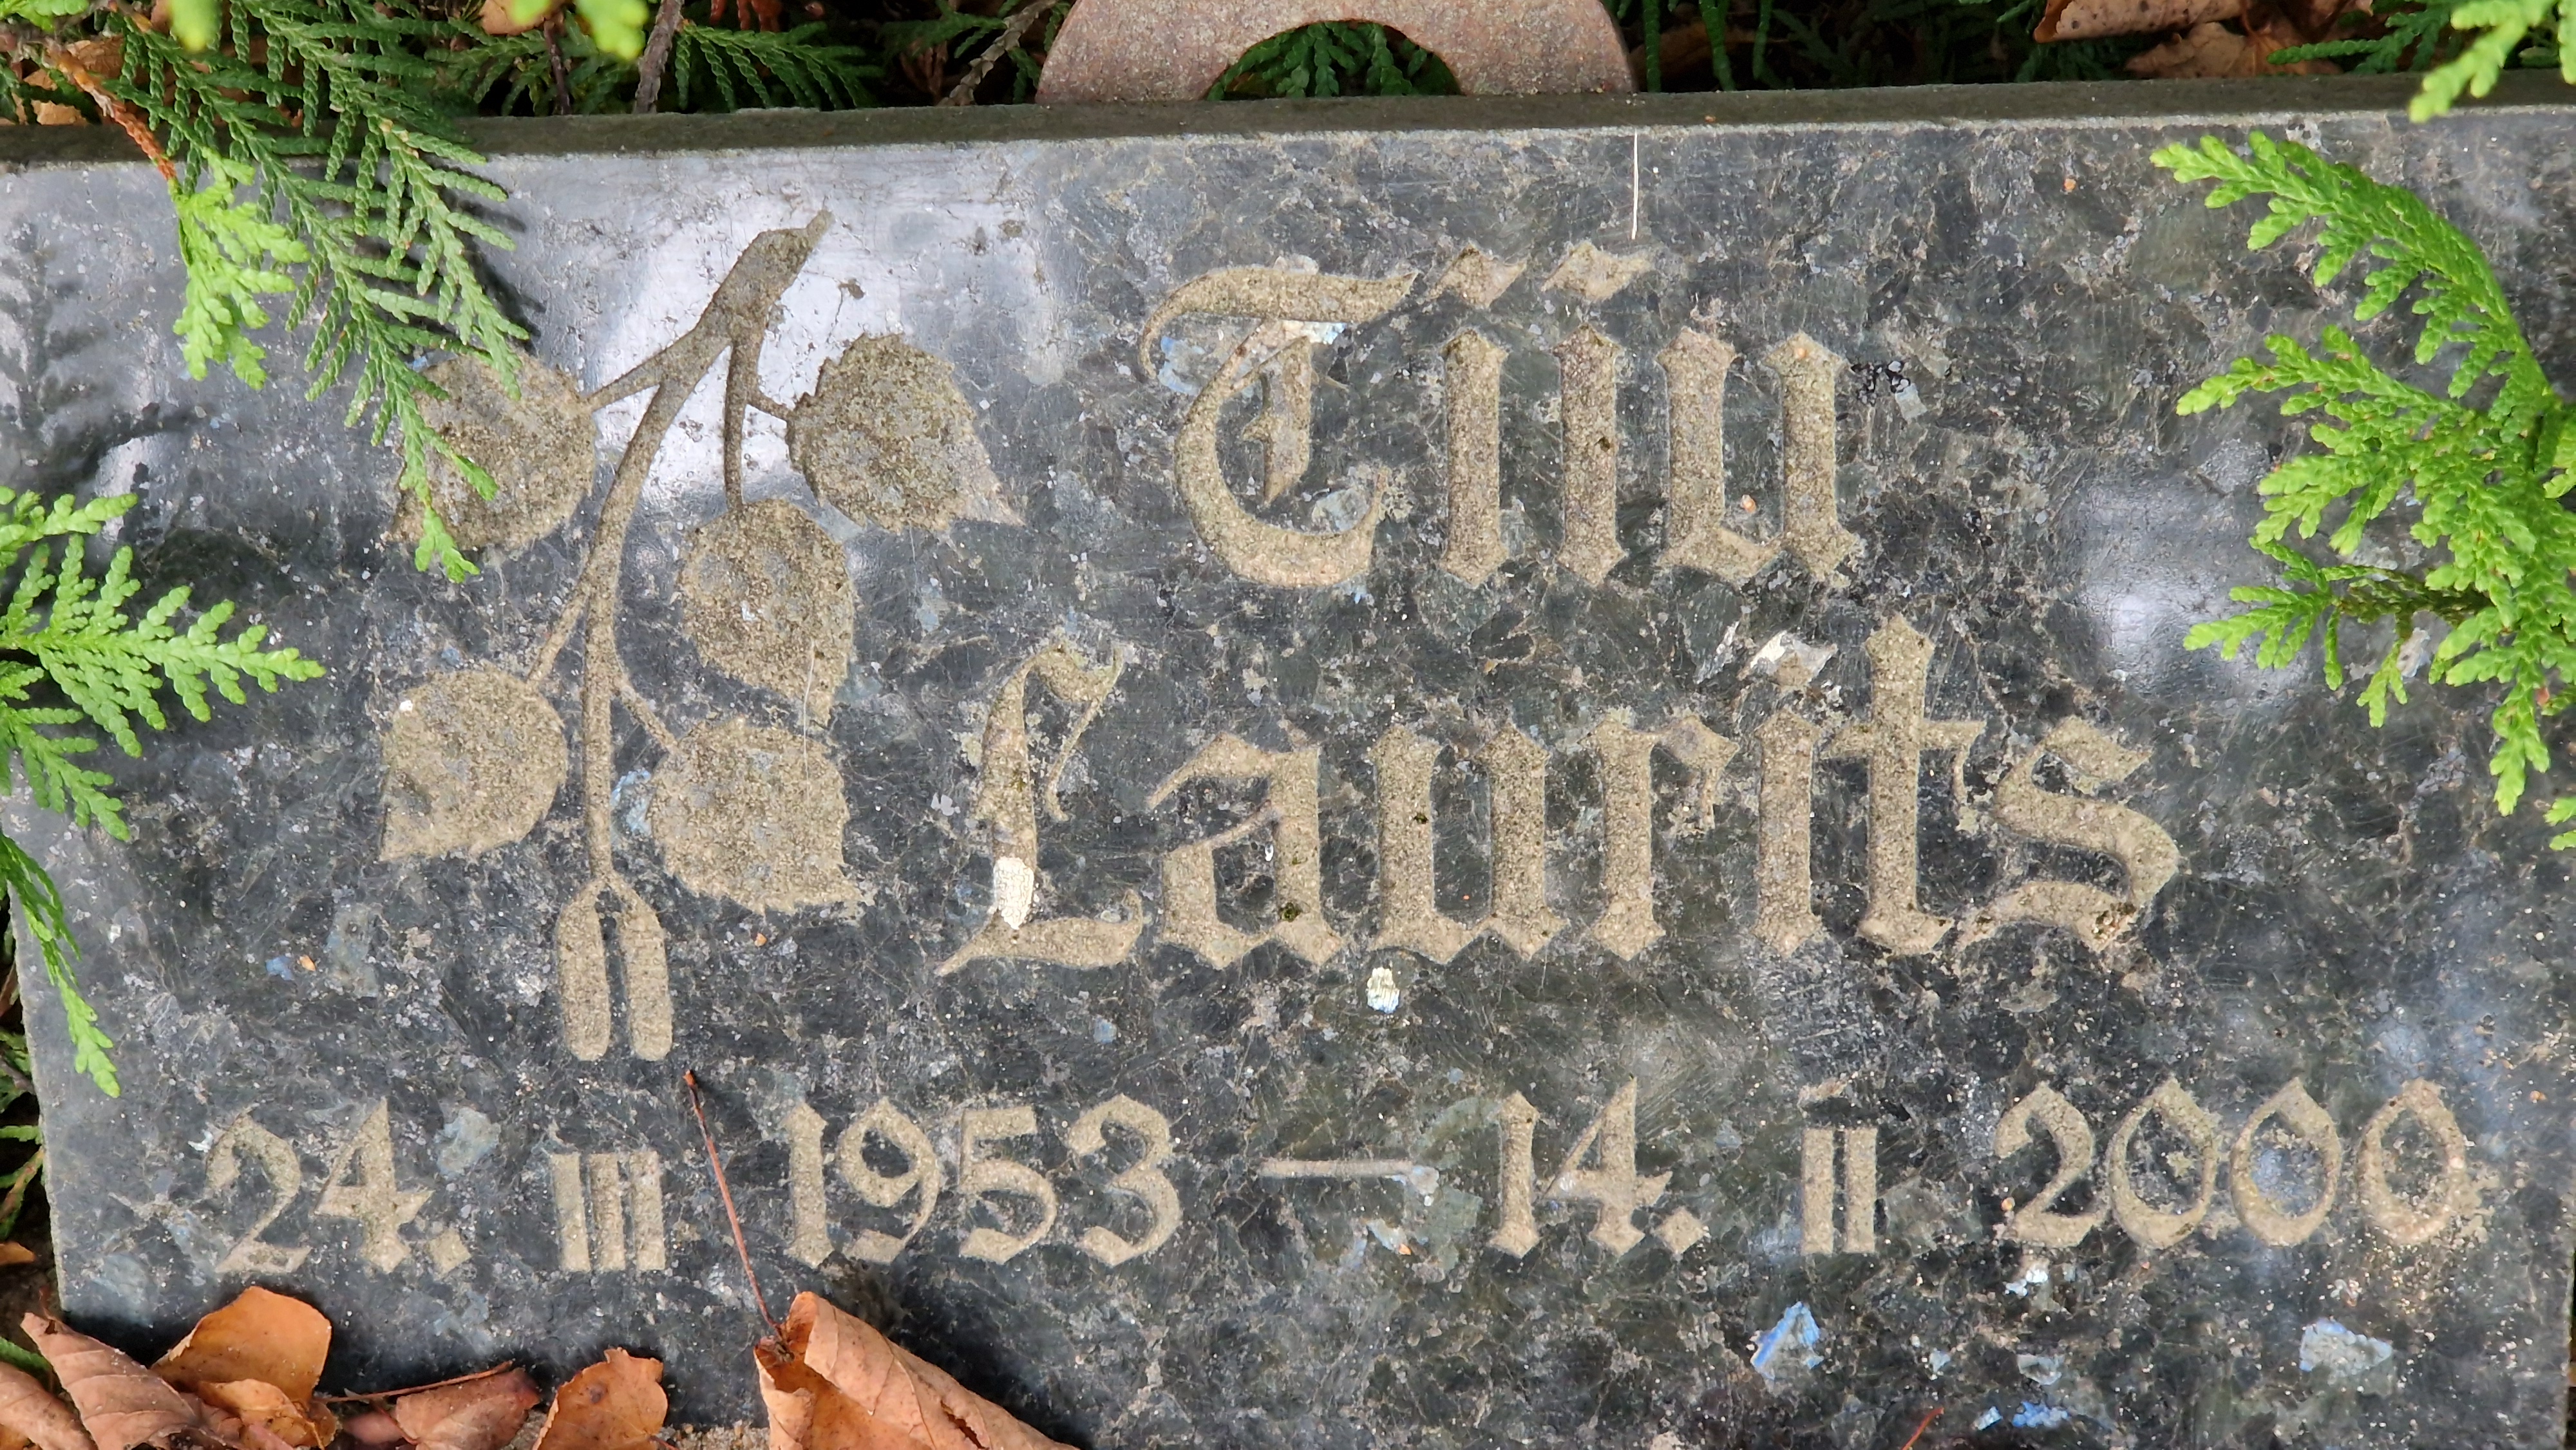 Tiiu
Laurits
24. III 1953 — 14. II 2000